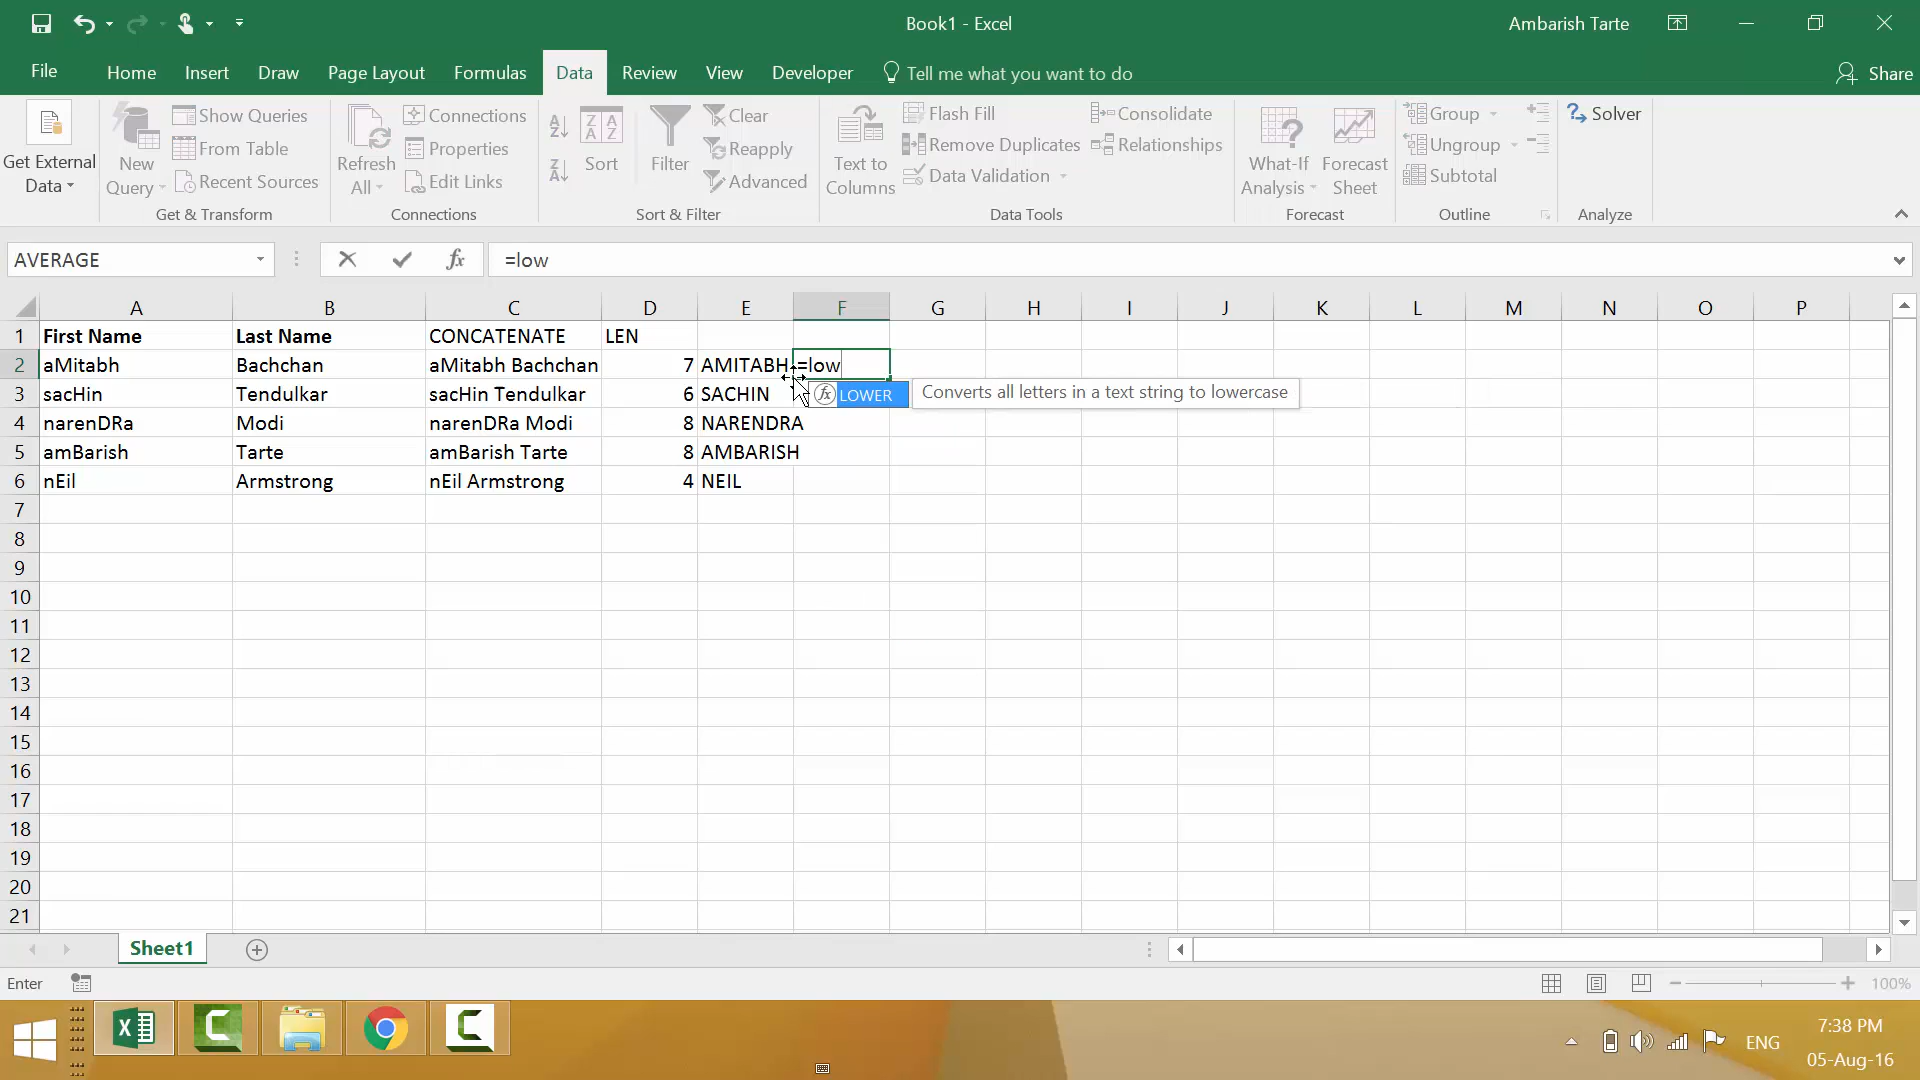 Book1 - Excel
Ambarish Tarte
File Home Insert Draw Page Layout Formulas Data Review View Developer Tell me what you want to do Share
Get External Data
New Query
Show Queries
From Table
Recent Sources
Get & Transform
Refresh All
Connections
Properties
Edit Links
Connections
A Z
Z A
Z A A Z
Sort
Filter
Clear
Reapply
Advanced
Sort & Filter
Text to Columns
Flash Fill
Remove Duplicates
Data Validation
Consolidate
Relationships
Data Tools
What-If Analysis
Forecast Sheet
Forecast
Group
Ungroup
Subtotal
Outline
Solver
Analyze
AVERAGE fx =low
A B C D E F G H I J K L M N O P
1 First Name Last Name CONCATENATE LEN
2 aMitabh Bachchan aMitabh Bachchan 7 AMITABH =low
3 sacHin Tendulkar sacHin Tendulkar 6 SACHIN fx LOWER Converts all letters in a text string to lowercase
4 narenDRa Modi narenDRa Modi 8 NARENDRA
5 amBarish Tarte amBarish Tarte 8 AMBARISH
6 nEil Armstrong nEil Armstrong 4 NEIL
7
8
9
10
11
12
13
14
15
16
17
18
19
20
21
Sheet1
Enter 100%
7:38 PM
ENG
05-Aug-16